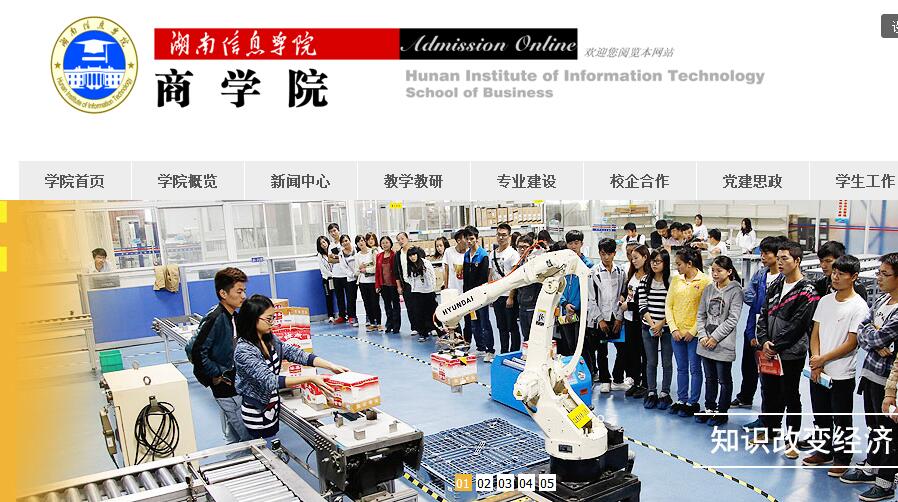 湖南信息学院
Hunan Institute of Information Technology
湖南信息学院 Admission Online 欢迎您阅览本网站
商学院
Hunan Institute of Information Technology
School of Business
设
学院首页 学院概览 新闻中心 教学教研 专业建设 校企合作 党建思政 学生工作
HYUNDAI
知识改变经济
01 02 03 04 05